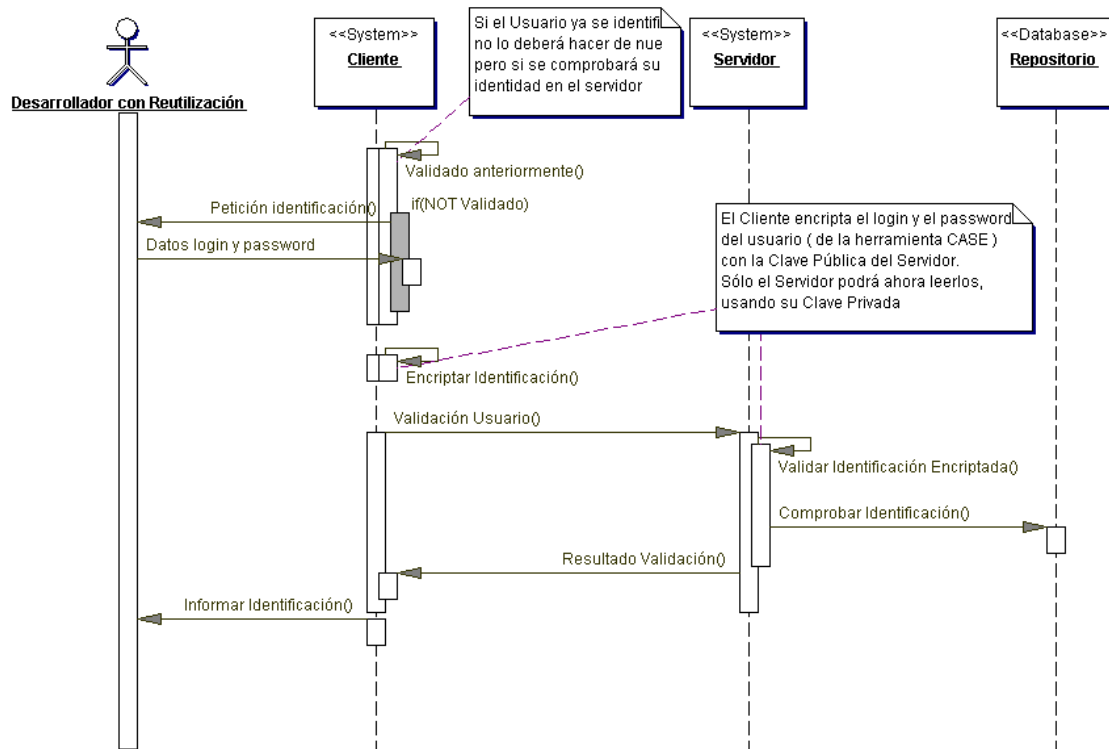 Si el Usuario ya se identifi
no lo deberá hacer de nue
pero si se comprobará su
identidad en el servidor
<<System>>
Cliente
<<System>>
Servidor
<<Database>>
Repositorio
Desarrollador con Reutilización
Validado anteriormente()
if(NOT Validado)
Petición identificación()
Datos login y password
El Cliente encripta el login y el password
del usuario ( de la herramienta CASE )
con la Clave Pública del Servidor.
Sólo el Servidor podrá ahora leerlos,
usando su Clave Privada
Encriptar Identificación()
Validación Usuario()
Validar Identificación Encriptada()
Comprobar Identificación()
Resultado Validación()
Informar Identificación()